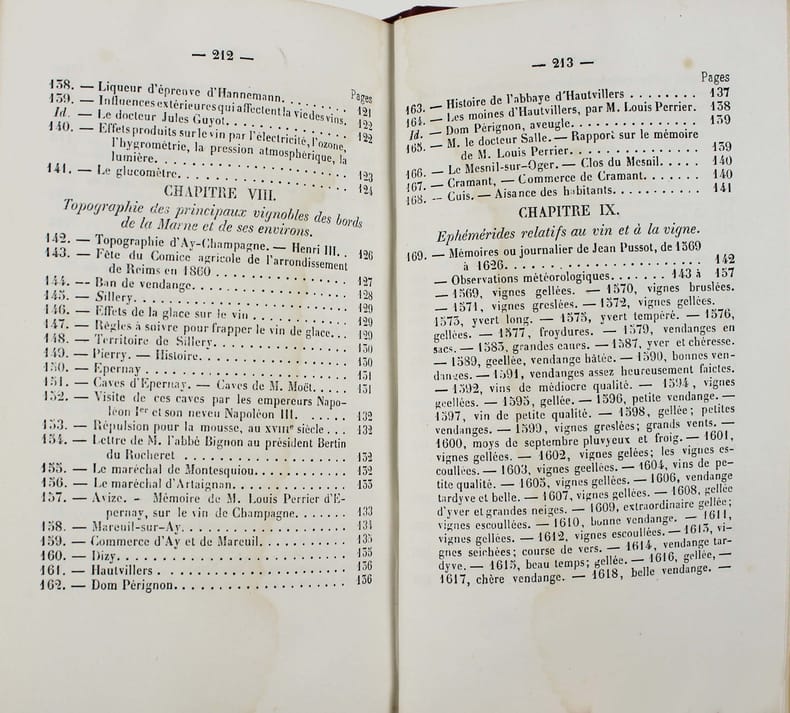 — 212 —
Pages
138. — Liqueur d'épreuve d'Hannemann. . . . . . . 121
139. — Influences extérieures qui affectent la vie des vins. 122
Id. — Le docteur Jules Guyot. . . . . . . . . . . . . 122
140. — Effets produits sur le vin par l'électricité, l'ozone,
l'hygrométrie, la pression atmosphérique, la
lumière. . . . . . . . . . . . . . . . . 123
141. — Le glucomètre. . . . . . . . . . . . . . . . . 124
CHAPITRE VIII.
Topographie des principaux vignobles des bords
de la Marne et de ses environs.
142. — Topographie d'Ay-Champagne. — Henri III. . 126
143. — Fête du Comice agricole de l'arrondissement
de Reims en 1860 . . . . . . . . . . . . . 127
144. — Ban de vendange. . . . . . . . . . . . . . . 128
145. — Sillery. . . . . . . . . . . . . . . . . . . . 129
146. — Effets de la glace sur le vin . . . . . . . . . . 129
147. — Règles à suivre pour frapper le vin de glace. . . 129
148. — Territoire de Sillery. . . . . . . . . . . . . . 130
149. — Pierry. — Histoire. . . . . . . . . . . . . . . 130
150. — Epernay . . . . . . . . . . . . . . . . . . . 131
151. — Caves d'Epernay. — Caves de M. Moët. . . . . 131
152. — Visite de ces caves par les empereurs Napo-
léon Ier et son neveu Napoléon III. . . . . . 132
153. — Répulsion pour la mousse, au XVIIIe siècle . . . 132
154. — Lettre de M. l'abbé Bignon au président Bertin
du Rocheret . . . . . . . . . . . . . . . . 132
155. — Le maréchal de Montesquiou. . . . . . . . . . 132
156. — Le maréchal d'Artaignan. . . . . . . . . . . . 133
157. — Avize. - Mémoire de M. Louis Perrier d'E-
pernay, sur le vin de Champagne. . . . . . . 133
158. — Mareuil-sur-Ay. . . . . . . . . . . . . . . . 134
159. — Commerce d'Ay et de Mareuil. . . . . . . . . . 135
160. — Dizy. . . . . . . . . . . . . . . . . . . . . 135
161. — Hautvillers . . . . . . . . . . . . . . . . . . 136
162. — Dom Pérignon. . . . . . . . . . . . . . . . . 136
— 213 —
Pages
163. — Histoire de l'abbaye d'Hautvillers . . . . . . . . 137
164. — Les moines d'Hautvillers, par M. Louis Perrier. 138
Id. — Dom Pérignon, aveugle. . . . . . . . . . . . . 139
165. — M. le docteur Salle. — Rapport sur le mémoire
de M. Louis Perrier. . . . . . . . . . . . . 139
166. — Le Mesnil-sur-Oger. — Clos du Mesnil. . . . . 140
167. — Cramant, — Commerce de Cramant. . . . . . . 140
168. — Cuis. — Aisance des habitants. . . . . . . . . . 141
CHAPITRE IX.
Ephémérides relatifs au vin et à la vigne.
169. — Mémoires ou journalier de Jean Pussot, de 1569
à 1626. . . . . . . . . . . . . . . . . . . 142
— Observations météorologiques. . . . . . . 143 à 157
— 1569, vignes gellées. — 1570, vignes bruslées.
— 1571, vignes greslées. — 1572, vignes gellées.
1573, yvert long. — 1575, yvert tempéré. — 1576,
gellées. — 1577, froydures. — 1579, vendanges en
sacs. — 1583, grandes eaues. — 1587, yver et chéresse.
— 1589, geellée, vendange hâtée. — 1590, bonnes ven-
danges. — 1591, vendanges assez heureusement faictes.
— 1592, vins de médiocre qualité. — 1594, vignes
geellées. — 1595, gellée. — 1596, petite vendange. —
1597, vin de petite qualité. — 1598, gellée ; petites
vendanges. — 1599, vignes greslées ; grands vents. —
1600, moys de septembre pluvyeux et froig. — 1601,
vignes gellées. — 1602, vignes gelées; les vignes es-
coullées. — 1603, vignes geellées. — 1604, vins de pe-
tite qualité. — 1605, vignes gellées. — 1606, vendange
tardyve et belle. — 1607, vignes gellées. — 1608, gellée
d'yver et grandes neiges. — 1609, extraordinaire gellée ;
vignes escoullées. — 1610, bonne vendange. — 1611,
vignes gellées. — 1612, vignes escoullées. — 1613, vi-
gnes seichées ; course de vers. — 1614, vendange tar-
dyve. — 1615, beau temps; gellée. — 1616, gellée, —
1617, chère vendange. — 1618, belle vendange. —